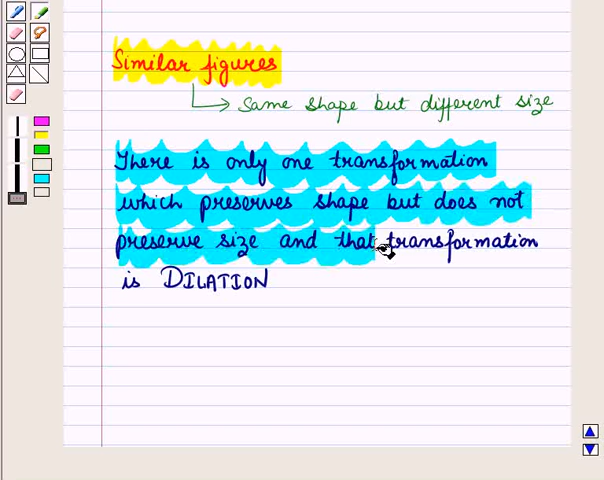 Similar figures
Same shape but different size
There is only one transformation
which preserves shape but does not
preserve size and that transformation
is DILATION